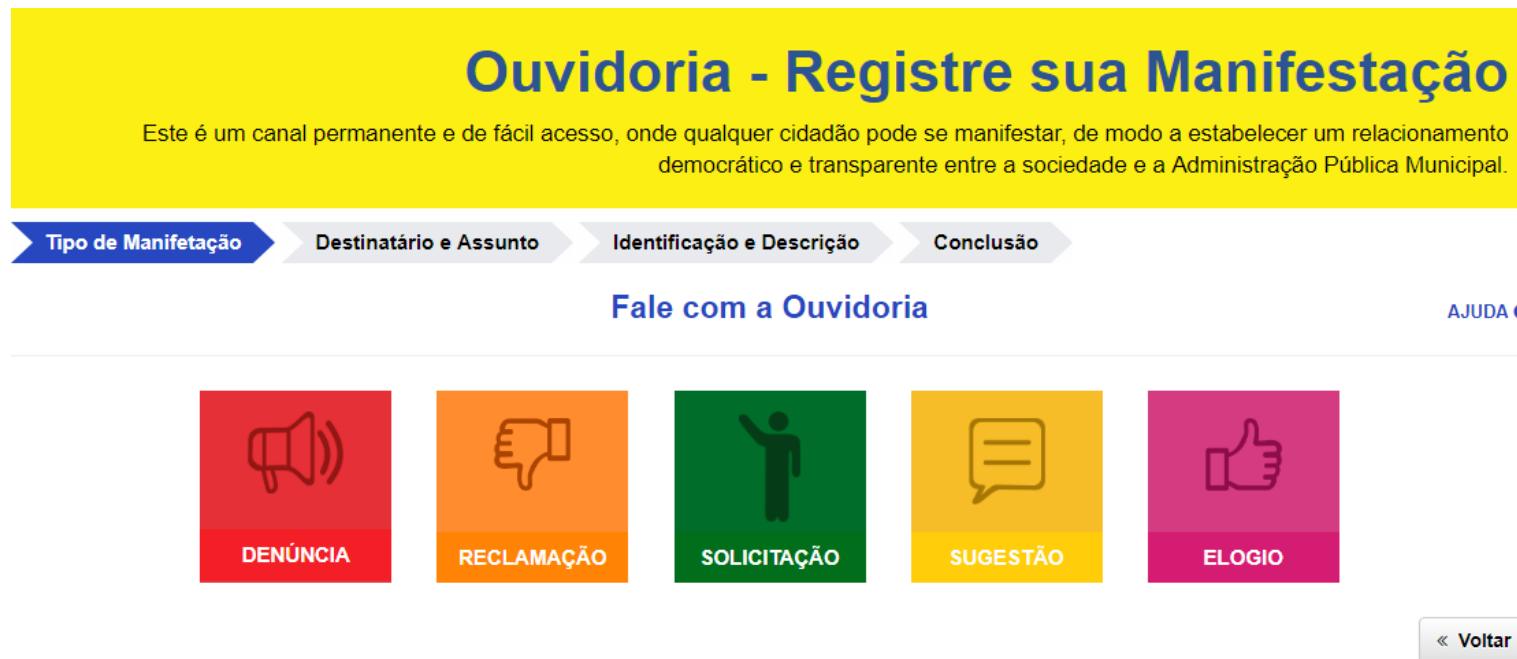 Ouvidoria - Registre sua Manifestação
Este é um canal permanente e de fácil acesso, onde qualquer cidadão pode se manifestar, de modo a estabelecer um relacionamento
democrático e transparente entre a sociedade e a Administração Pública Municipal.
Tipo de Manifetação Destinatário e Assunto Identificação e Descrição Conclusão
Fale com a Ouvidoria
AJUDA
DENÚNCIA RECLAMAÇÃO SOLICITAÇÃO SUGESTÃO ELOGIO
« Voltar